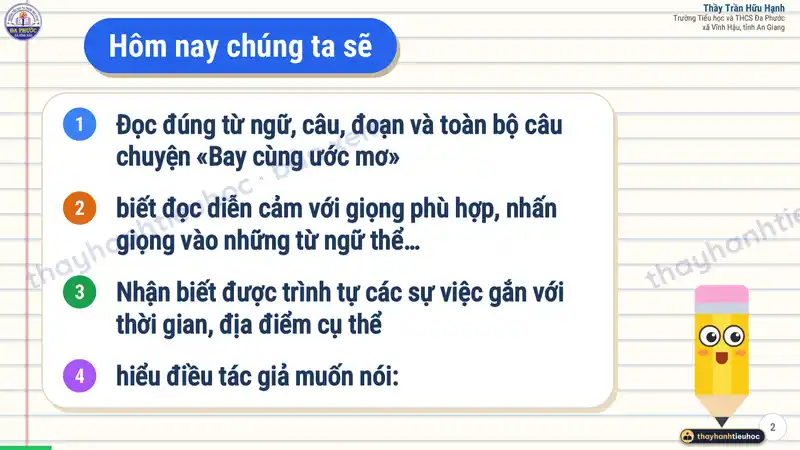 ĐA PHƯỚC
Thầy Trần Hữu Hạnh
Trường Tiểu học và THCS Đa Phước
xã Vĩnh Hậu, tỉnh An Giang
Hôm nay chúng ta sẽ
1 Đọc đúng từ ngữ, câu, đoạn và toàn bộ câu
chuyện «Bay cùng ước mơ»
2 biết đọc diễn cảm với giọng phù hợp, nhấn
giọng vào những từ ngữ thể…
3 Nhận biết được trình tự các sự việc gắn với
thời gian, địa điểm cụ thể
4 hiểu điều tác giả muốn nói:
2
thayhanhtieuhoc